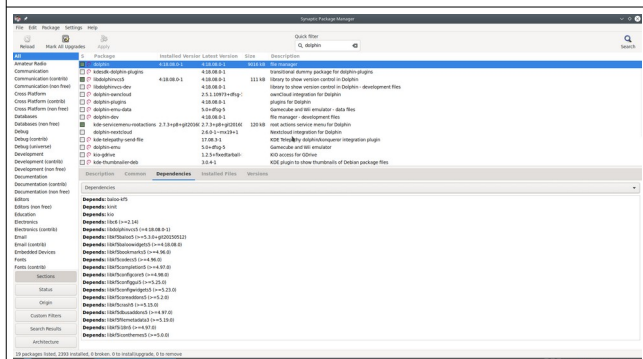 Synaptic Package Manager
File Edit Package Settings Help
Reload Mark All Upgrades Apply Quick filter dolphin Search
All S Package Installed Version Latest Version Size Description
Amateur Radio dolphin 4:18.08.0-1 4:18.08.0-1 9016 kB file manager
Communication kdesdk-dolphin-plugins 4:18.08.0-1 transitional dummy package for dolphin-plugins
Communication (contrib) libdolphinvcs5 4:18.08.0-1 4:18.08.0-1 111 kB library to show version control in Dolphin
Communication (non free) libdolphinvcs-dev 4:18.08.0-1 library to show version control in Dolphin - development files
Cross Platform dolphin-owncloud 2.5.1.10973+dfsg- ownCloud integration for Dolphin
Cross Platform (contrib) dolphin-plugins 4:18.08.0-1 plugins for Dolphin
Cross Platform (non free) dolphin-emu-data 5.0+dfsg-5 Gamecube and Wii emulator - data files
Databases dolphin-dev 4:18.08.0-1 file manager - development files
Databases (non free) kde-servicemenu-rootactions 2.7.3+p8+git2016( 2.7.3+p8+git2016( 120 kB root actions service menu for Dolphin
Debug dolphin-nextcloud 2.6.0-1~mx19+1 Nextcloud integration for Dolphin
Debug (contrib) kde-telepathy-send-file 17.08.3-1 KDE Telepathy dolphin/konqueror integration plugin
Debug (universe) dolphin-emu 5.0+dfsg-5 Gamecube and Wii emulator
Development kio-gdrive 1.2.5+fixedtarball- KIO access for GDrive
Development (contrib) kde-thumbnailer-deb 3.0.4-1 KDE plugin to show thumbnails of Debian package files
Development (non free)
Documentation Description Common Dependencies Installed Files Versions
Documentation (contrib)
Documentation (non free) Dependencies
Editors Depends: baloo-kf5
Editors (non free) Depends: kinit
Education Depends: kio
Electronics Depends: libc6 (>=2.14)
Electronics (contrib) Depends: libdolphinvcs5 (>=4:18.08.0-1)
Email Depends: libkf5baloo5 (>=5.3.0+git20150512)
Email (contrib) Depends: libkf5baloowidgets5 (>=4:18.08.0)
Embedded Devices Depends: libkf5bookmarks5 (>=4.96.0)
Fonts Depends: libkf5codecs5 (>=4.96.0)
Fonts (contrib) Depends: libkf5completion5 (>=4.97.0)
Sections Depends: libkf5configcore5 (>=4.98.0)
Depends: libkf5configgui5 (>=5.25.0)
Status Depends: libkf5configwidgets5 (>=5.23.0)
Depends: libkf5coreaddons5 (>=5.2.0)
Origin Depends: libkf5crash5 (>=5.15.0)
Custom Filters Depends: libkf5dbusaddons5 (>=4.97.0)
Depends: libkf5filemetadata3 (>=5.19.0)
Search Results Depends: libkf5i18n5 (>=4.97.0)
Architecture Depends: libkf5iconthemes5 (>=5.0.0)
19 packages listed, 2393 installed, 0 broken. 0 to install/upgrade, 0 to remove